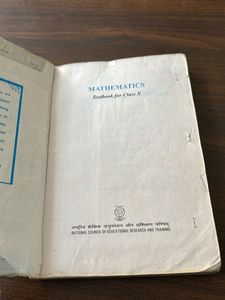 MATHEMATICS
Textbook for Class X
राष्ट्रीय शैक्षिक अनुसंधान और प्रशिक्षण परिषद्
NATIONAL COUNCIL OF EDUCATIONAL RESEARCH AND TRAINING